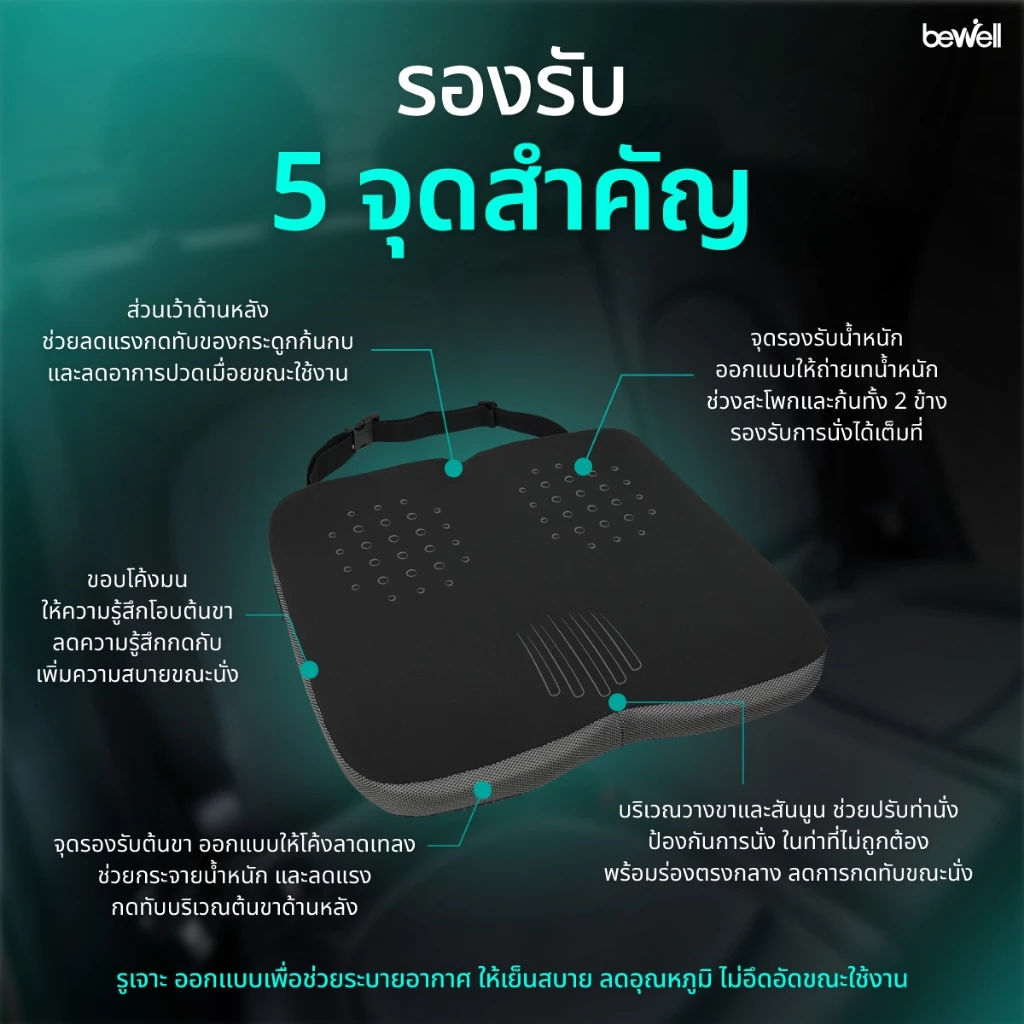 bewell
รองรับ
5 จุดสำคัญ
ส่วนเว้าด้านหลัง
ช่วยลดแรงกดทับของกระดูกก้นกบ
และลดอาการปวดเมื่อยขณะใช้งาน
จุดรองรับน้ำหนัก
ออกแบบให้ถ่ายเทน้ำหนัก
ช่วงสะโพกและก้นทั้ง 2 ข้าง
รองรับการนั่งได้เต็มที่
ขอบโค้งมน
ให้ความรู้สึกโอบต้นขา
ลดความรู้สึกกดทับ
เพิ่มความสบายขณะนั่ง
จุดรองรับต้นขา ออกแบบให้โค้งลาดเทลง
ช่วยกระจายน้ำหนัก และลดแรง
กดทับบริเวณต้นขาด้านหลัง
บริเวณวางขาและสันนูน ช่วยปรับท่านั่ง
ป้องกันการนั่ง ในท่าที่ไม่ถูกต้อง
พร้อมร่องตรงกลาง ลดการกดทับขณะนั่ง
รูเจาะ ออกแบบเพื่อช่วยระบายอากาศ ให้เย็นสบาย ลดอุณหภูมิ ไม่อึดอัดขณะใช้งาน